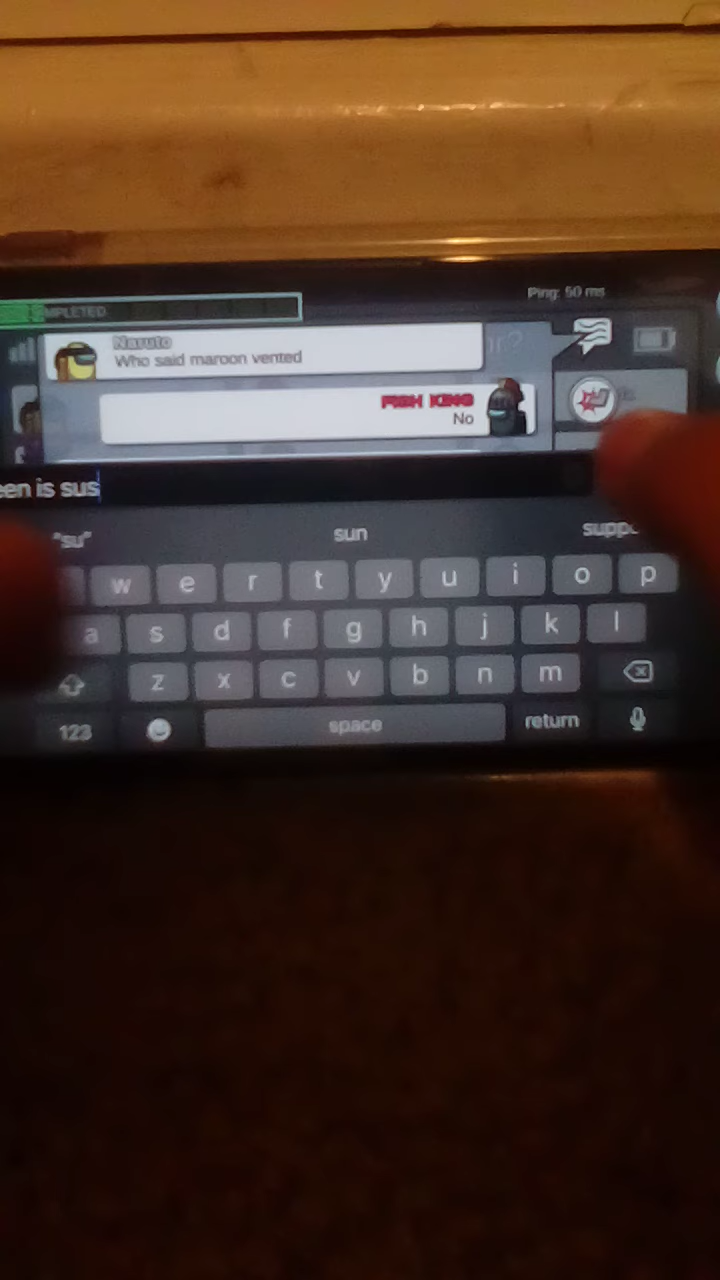 MPLETED
Ping: 50 ms
Naruto
Who said maroon vented
FISH KING
No
een is sus
"su" sun
w e r t y u i o p
a s d f g h j k l
z x c v b n m
123 space return